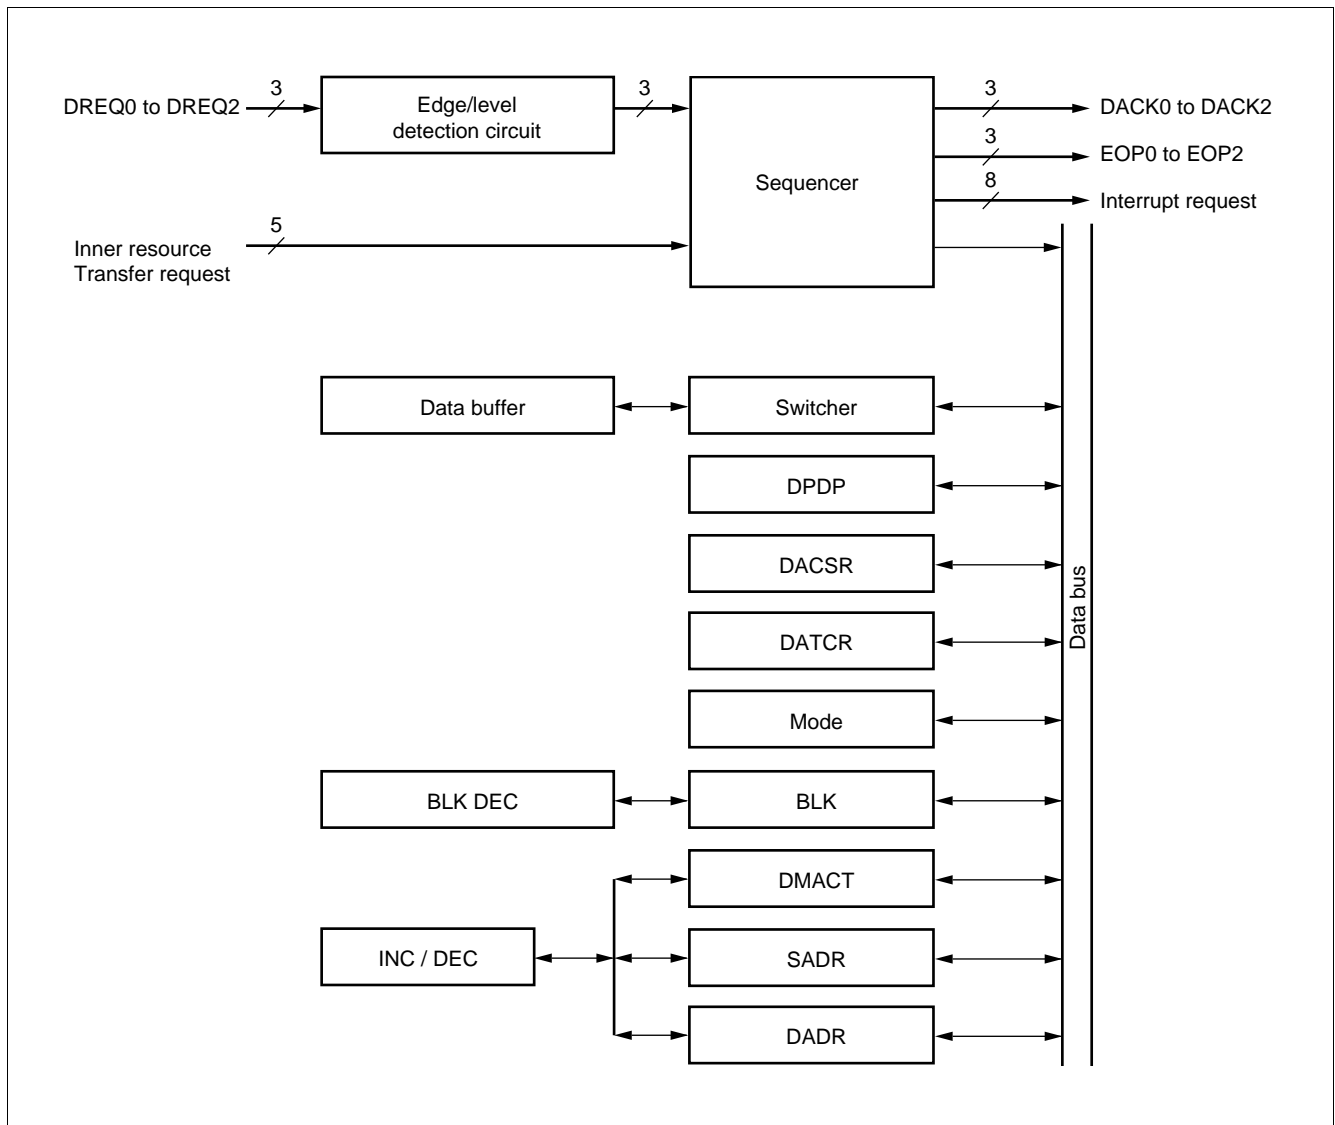 3
3
3
DREQ0 to DREQ2
Edge/level
detection circuit
DACK0 to DACK2
3
EOP0 to EOP2
Sequencer
8
Interrupt request
5
Inner resource
Transfer request
Data buffer
Switcher
DPDP
DACSR
Data bus
DATCR
Mode
BLK DEC
BLK
DMACT
INC / DEC
SADR
DADR